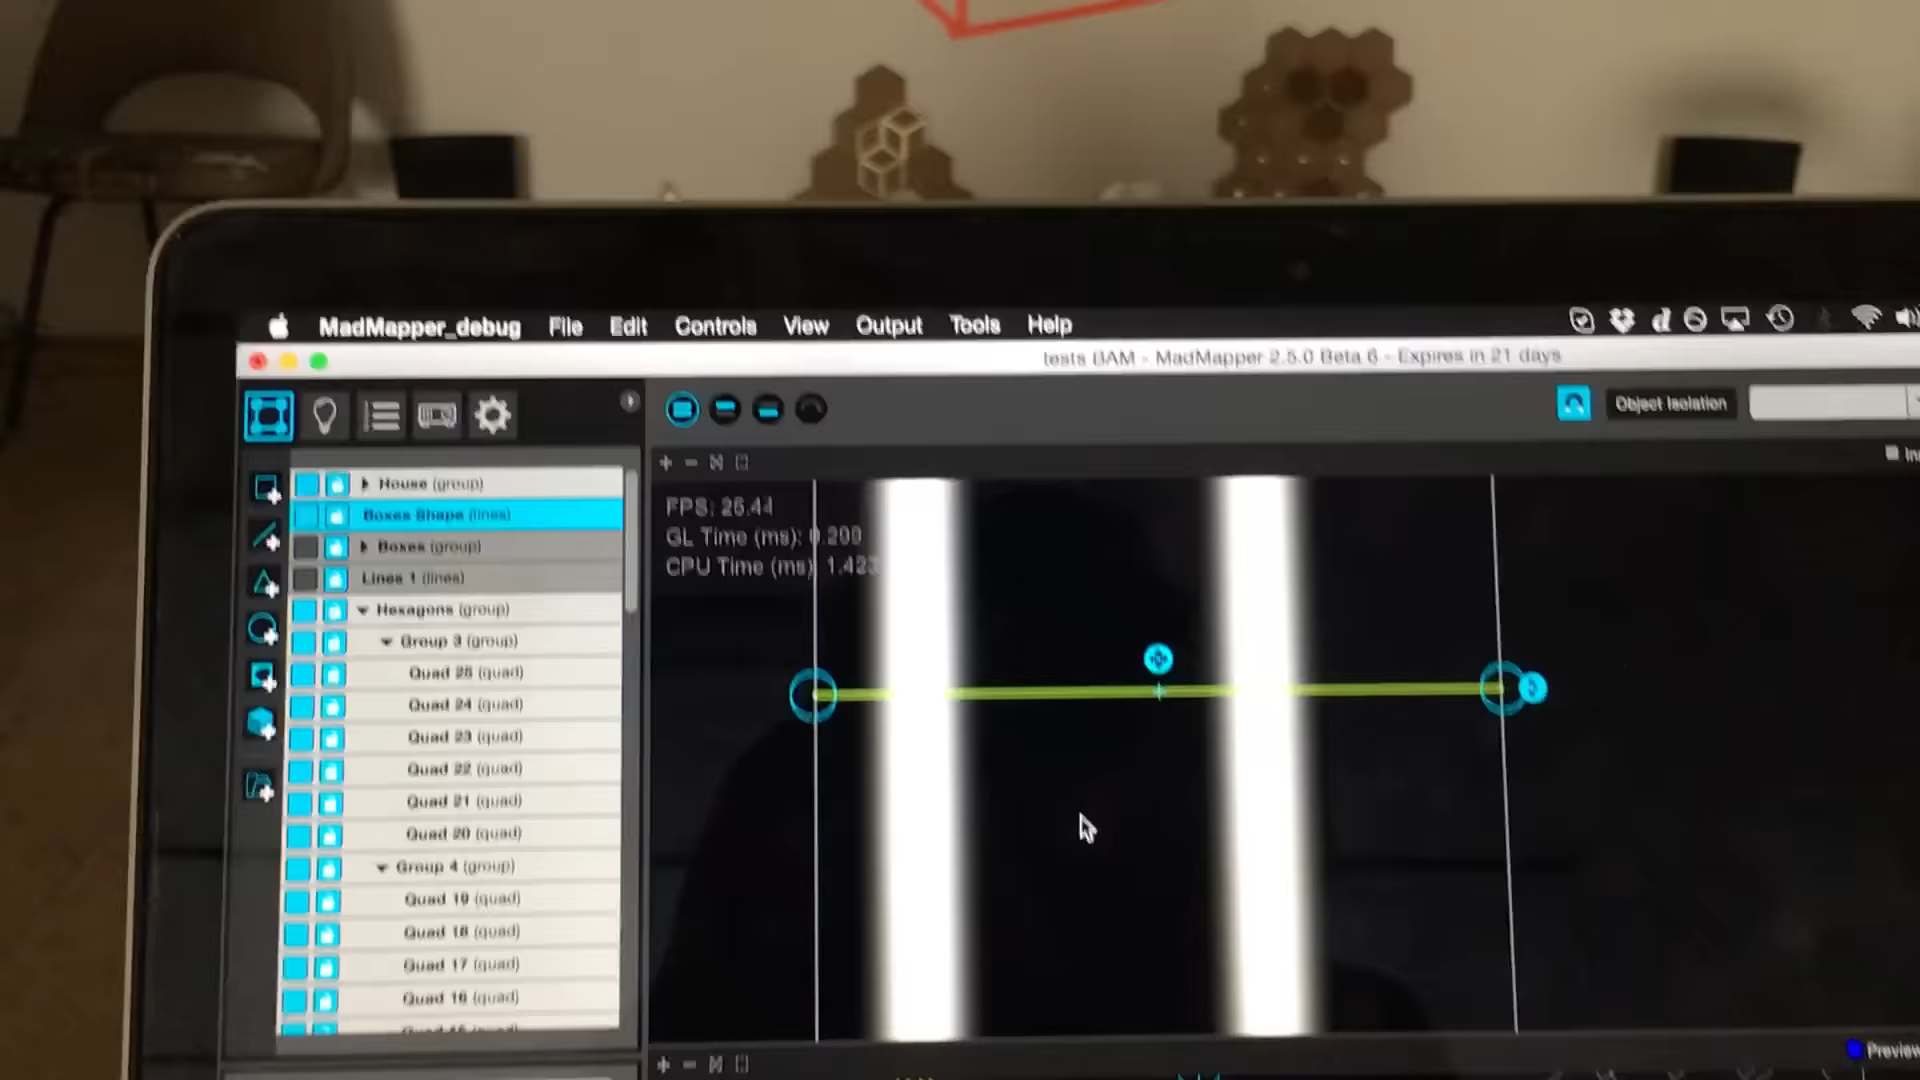 MadMapper_debug File Edit Controls View Output Tools Help
tests BAM - MadMapper 2.5.0 Beta 6 - Expires in 21 days
Object Isolation
House (group)
Boxes Shape (lines)
Boxes (group)
Lines 1 (lines)
Hexagons (group)
Group 3 (group)
Quad 25 (quad)
Quad 24 (quad)
Quad 23 (quad)
Quad 22 (quad)
Quad 21 (quad)
Quad 20 (quad)
Group 4 (group)
Quad 19 (quad)
Quad 18 (quad)
Quad 17 (quad)
Quad 16 (quad)
FPS: 25.44
GL Time (ms): 0.209
CPU Time (ms): 1.423
Preview